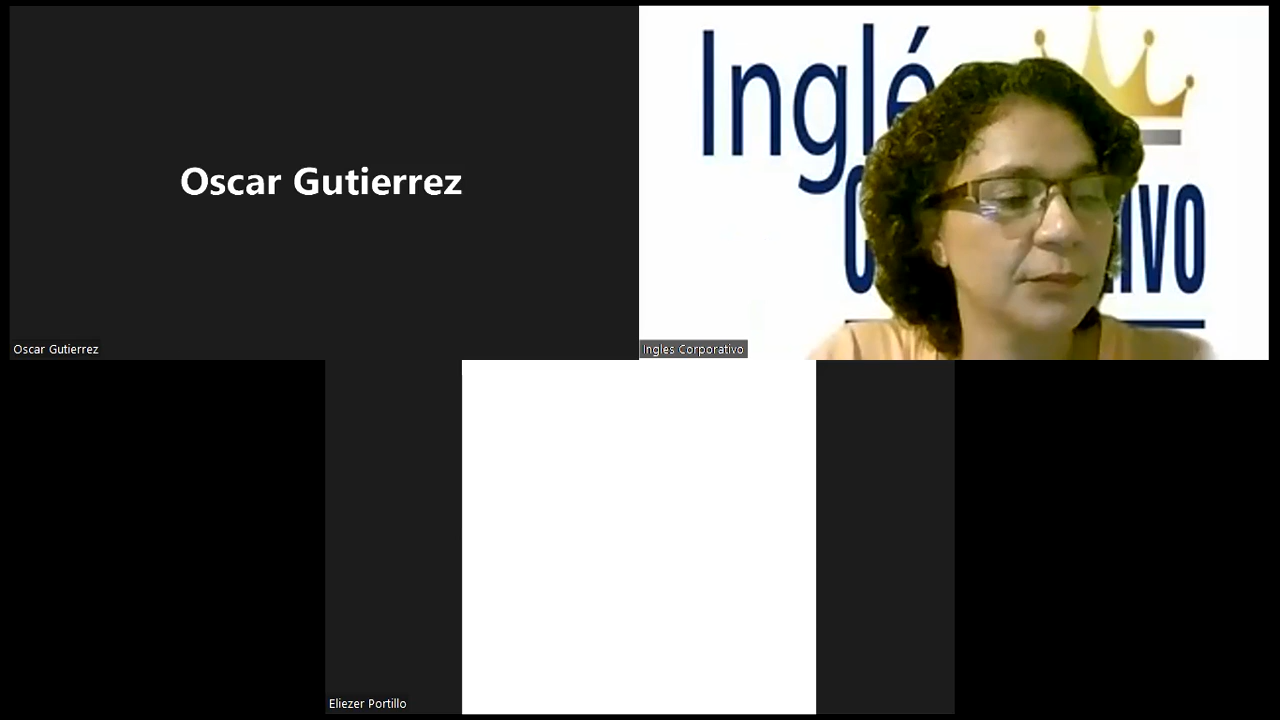 Oscar Gutierrez
Oscar Gutierrez
Inglé
C
ivo
Ingles Corporativo
Eliezer Portillo